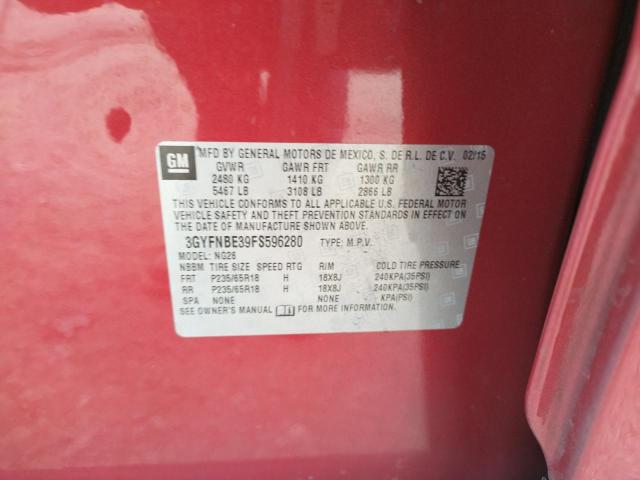 GM MFD BY GENERAL MOTORS DE MEXICO, S. DE R.L. DE C.V. 02/15
GVWR GAWR FRT GAWR RR
2480 KG 1410 KG 1300 KG
5467 LB 3108 LB 2866 LB
THIS VEHICLE CONFORMS TO ALL APPLICABLE U.S. FEDERAL MOTOR
VEHICLE SAFETY AND THEFT PREVENTION STANDARDS IN EFFECT ON
THE DATE OF MANUFACTURE SHOWN ABOVE.
3GYFNBE39FS596280 TYPE: M.P.V.
MODEL: NG26
NBBM TIRE SIZE SPEED RTG RIM COLD TIRE PRESSURE
FRT P235/65R18 H 18X8J 240KPA(35PSI)
RR P235/65R18 H 18X8J 240KPA(35PSI)
SPA NONE NONE KPA(PSI)
SEE OWNER'S MANUAL FOR MORE INFORMATION.